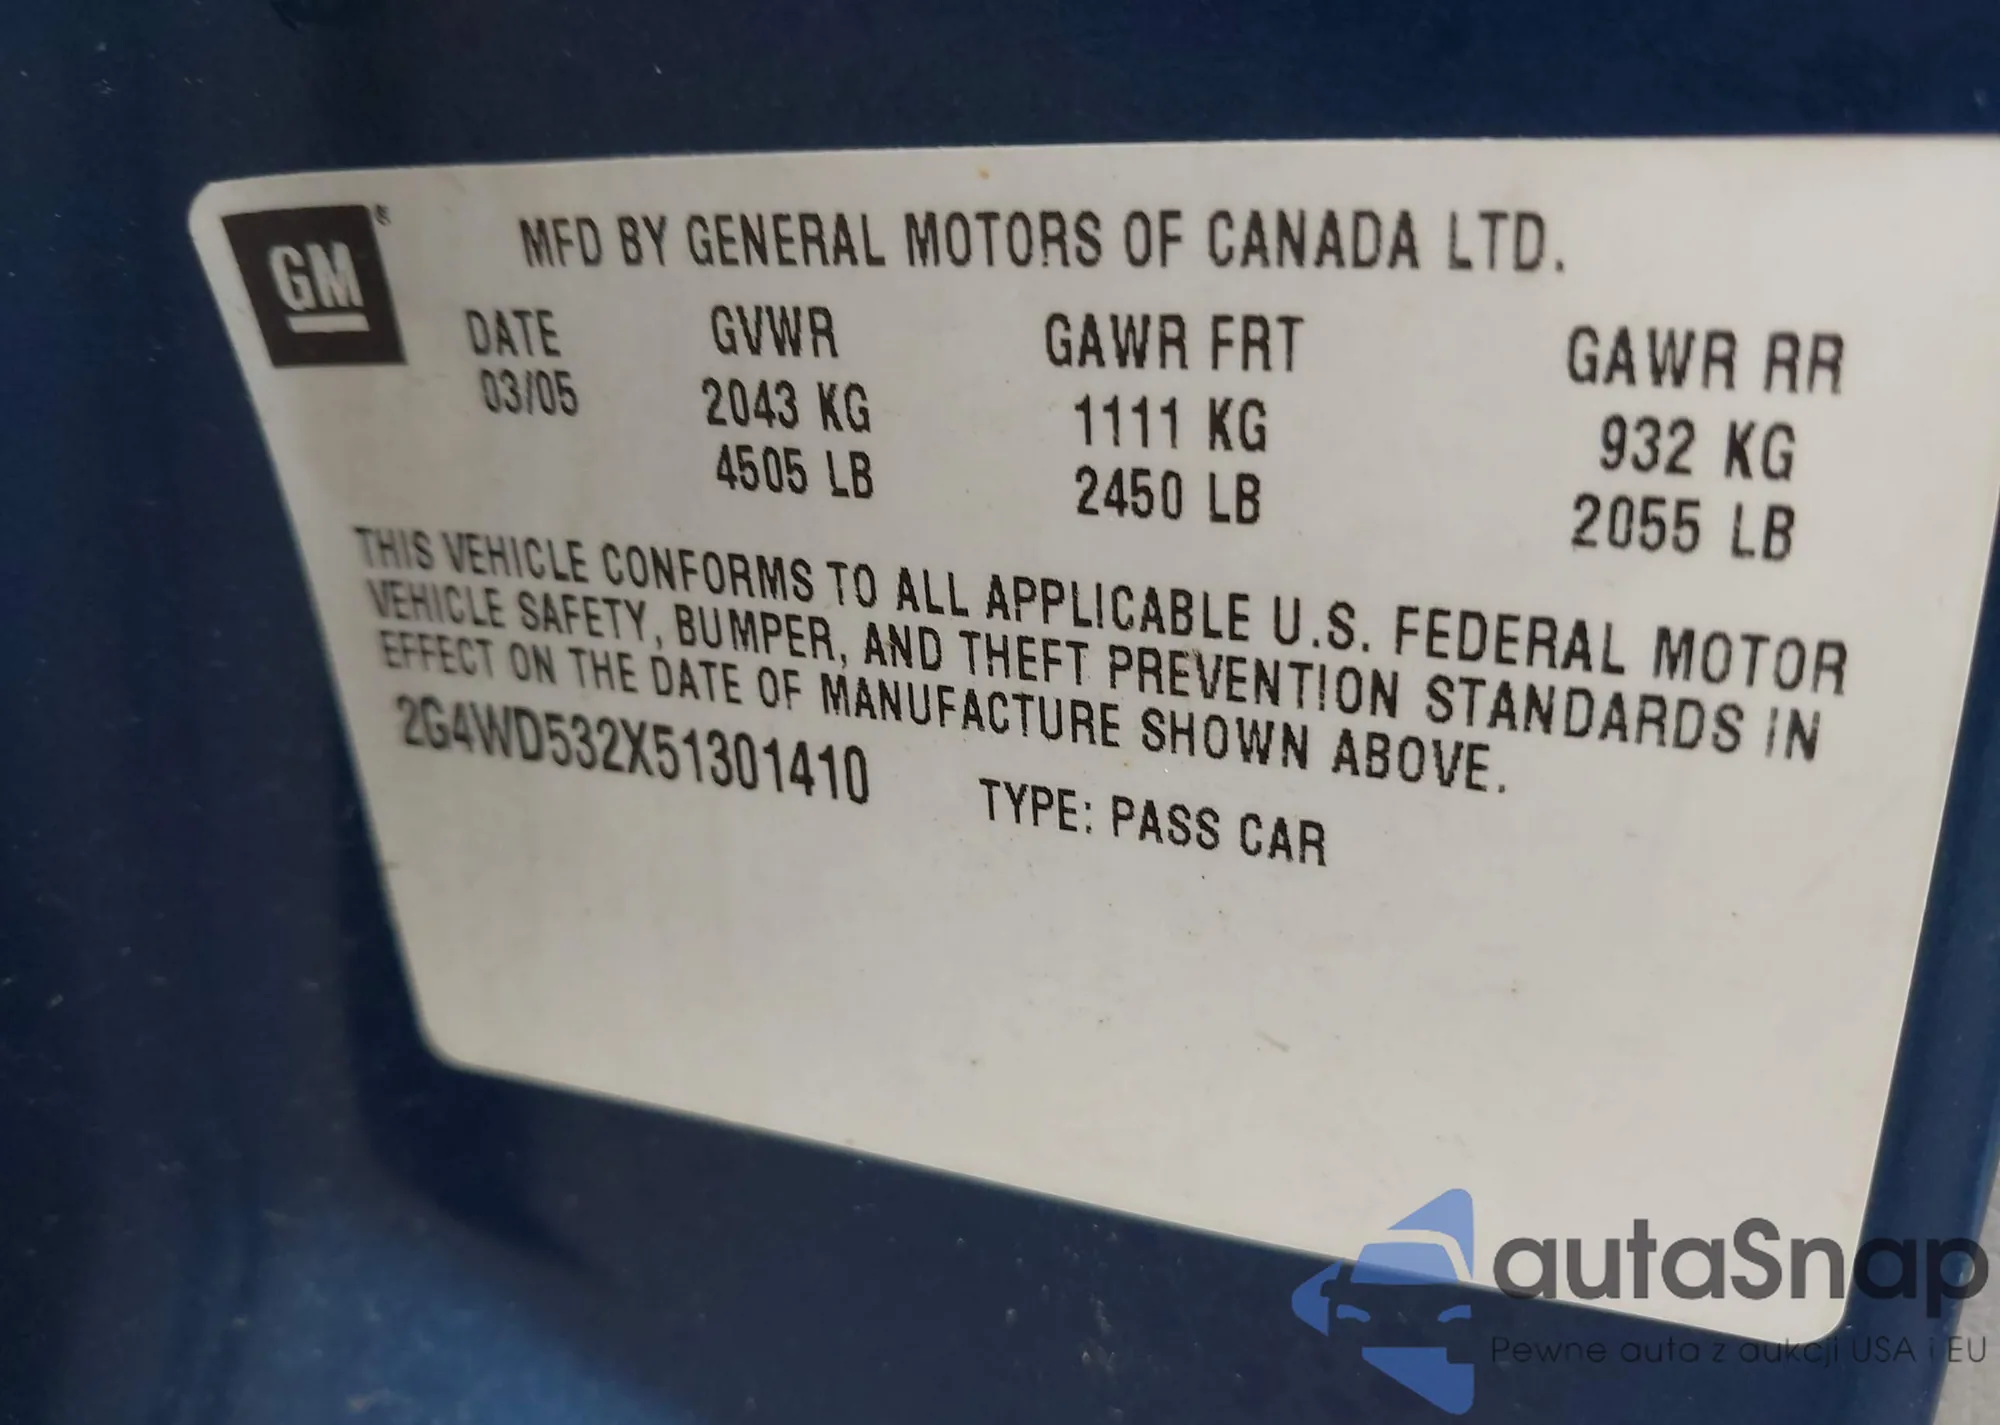 GM®
MFD BY GENERAL MOTORS OF CANADA LTD.
DATE GVWR GAWR FRT GAWR RR
03/05 2043 KG 1111 KG 932 KG
4505 LB 2450 LB 2055 LB
THIS VEHICLE CONFORMS TO ALL APPLICABLE U.S. FEDERAL MOTOR
VEHICLE SAFETY, BUMPER, AND THEFT PREVENTION STANDARDS IN
EFFECT ON THE DATE OF MANUFACTURE SHOWN ABOVE.
2G4WD532X51301410 TYPE: PASS CAR
autaSnap
Pewne auta z aukcji USA i EU